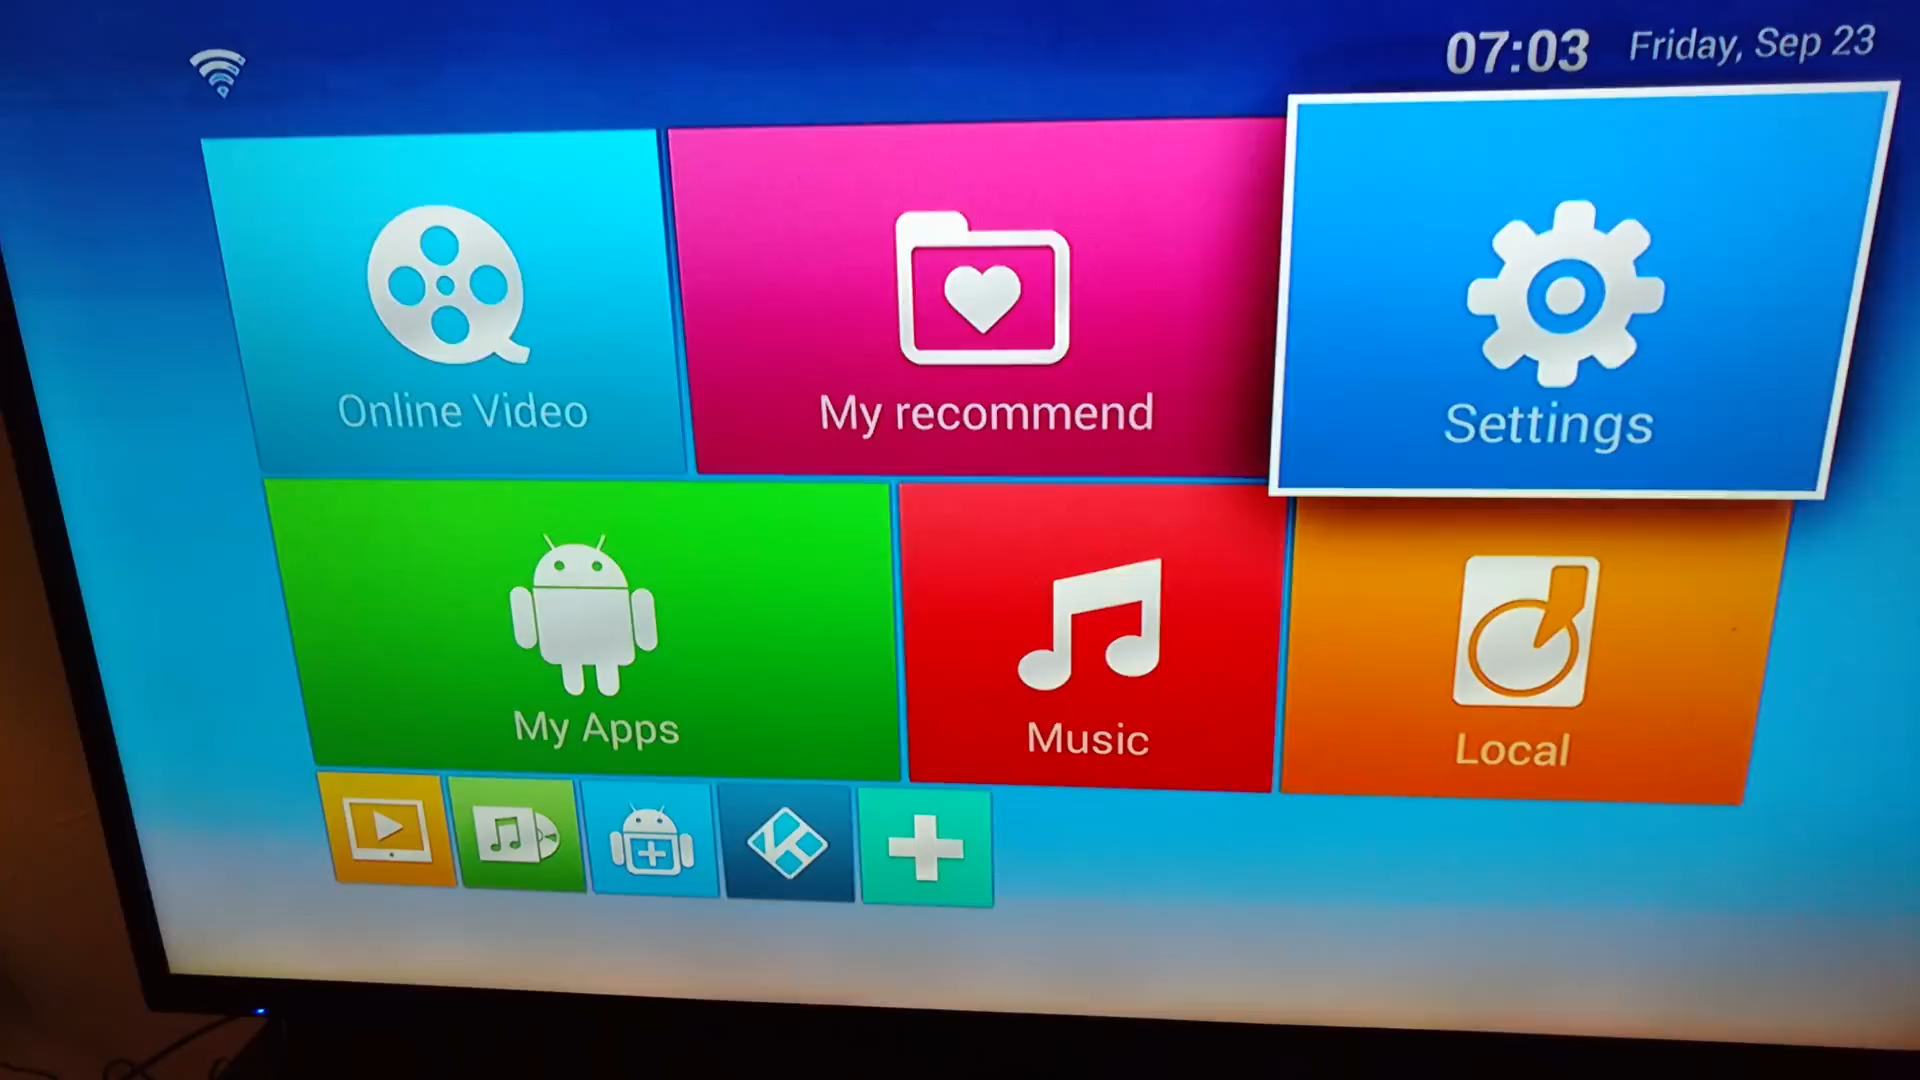 07:03 Friday, Sep 23
Online Video
My recommend
Settings
My Apps
Music
Local